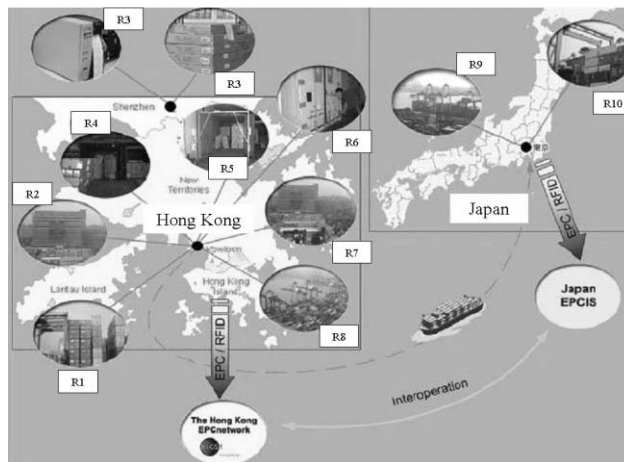 R3
R3
Shenzhen
R4
R5
R6
New
Territories
R2
Hong Kong
Kowloon
R7
Lantau Island
Hong Kong
Island
R8
R1
EPC / RFID
The Hong Kong
EPCnetwork
R9
R10
Japan
EPC / RFID
Japan
EPCIS
Interoperation